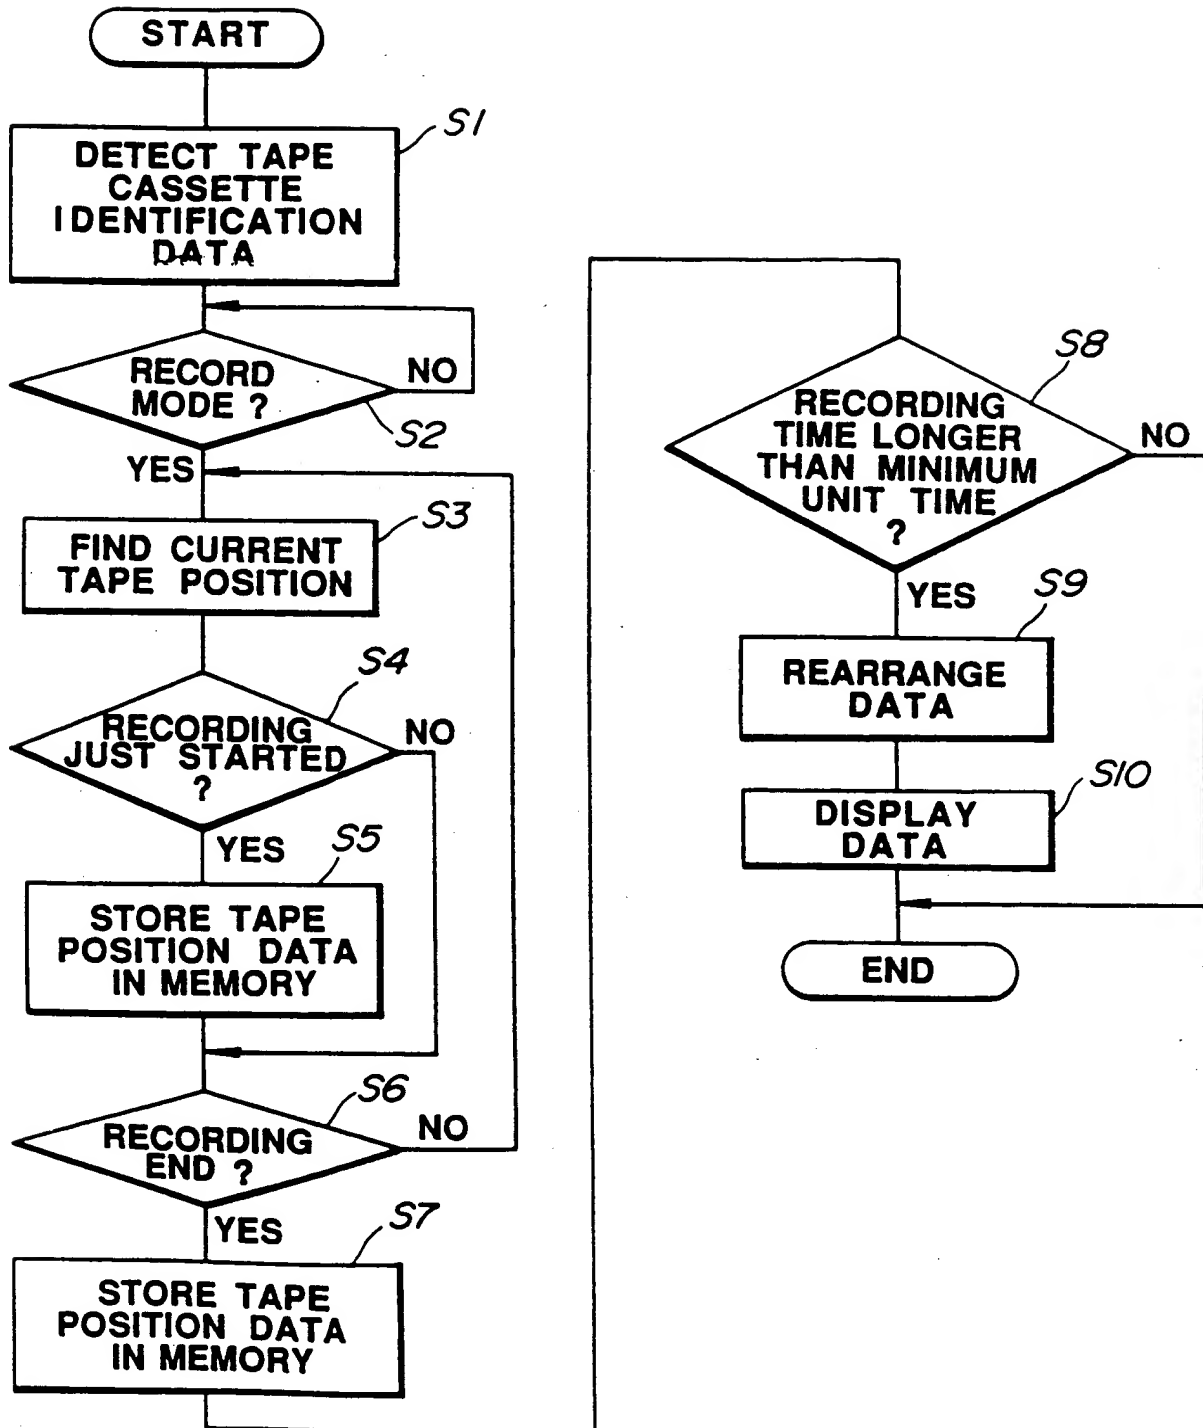 START
S1
DETECT TAPE
CASSETTE
IDENTIFICATION
DATA
RECORD
MODE ?
NO
S2
YES
S3
FIND CURRENT
TAPE POSITION
S4
RECORDING
JUST STARTED
?
NO
YES
S5
STORE TAPE
POSITION DATA
IN MEMORY
S6
RECORDING
END ?
NO
YES
S7
STORE TAPE
POSITION DATA
IN MEMORY
S8
RECORDING
TIME LONGER
THAN MINIMUM
UNIT TIME
?
NO
YES
S9
REARRANGE
DATA
S10
DISPLAY
DATA
END